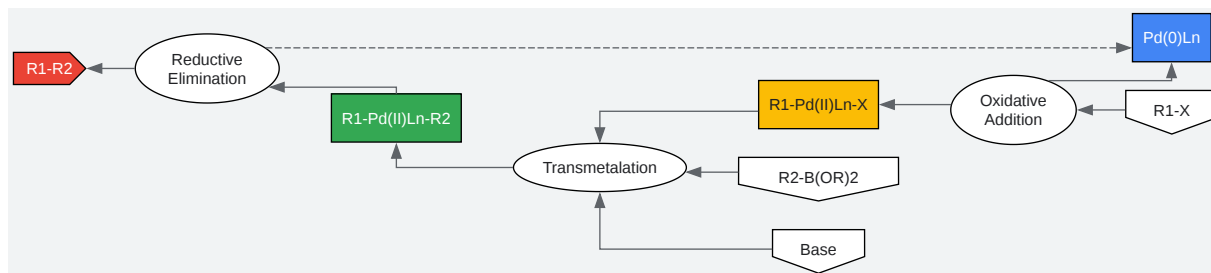 R1-R2
Reductive
Elimination
Pd(0)Ln
R1-Pd(II)Ln-R2
R1-Pd(II)Ln-X
Oxidative
Addition
R1-X
Transmetalation
R2-B(OR)2
Base